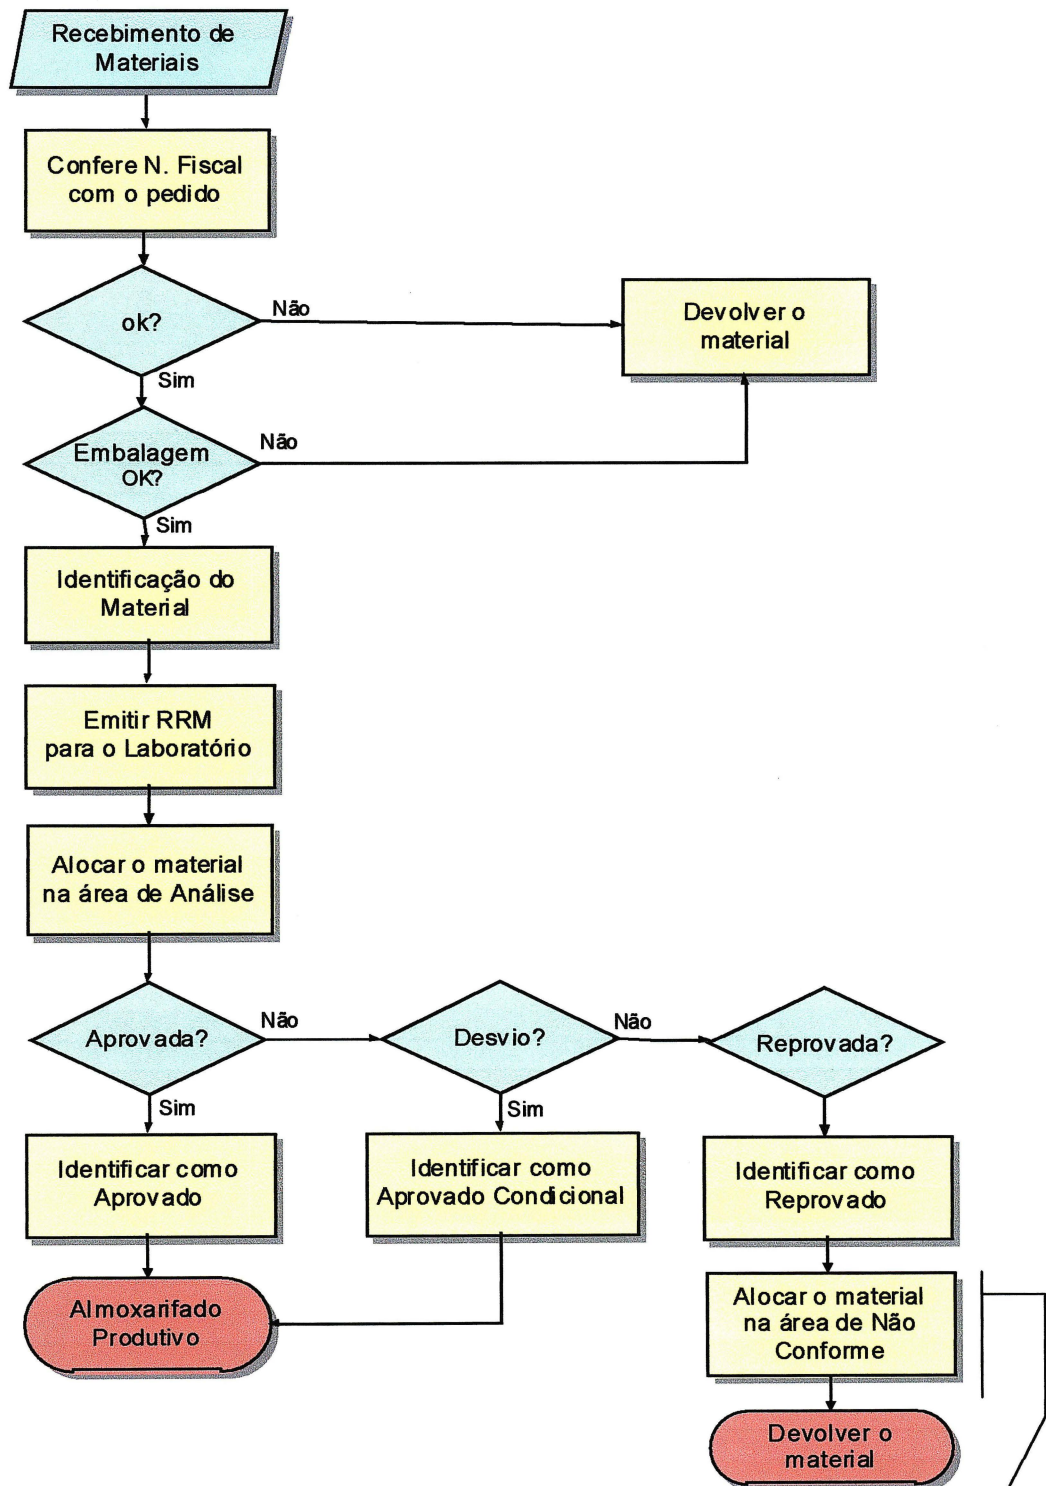 Recebimento de
Materiais
Confere N. Fiscal
com o pedido
ok?
Não
Devolver o
material
Sim
Embalagem
OK?
Não
Sim
Identificação do
Material
Emitir RRM
para o Laboratório
Alocar o material
na área de Análise
Aprovada?
Não
Desvio?
Não
Reprovada?
Sim
Sim
Identificar como
Aprovado
Identificar como
Aprovado Condicional
Identificar como
Reprovado
Almoxarifado
Produtivo
Alocar o material
na área de Não
Conforme
Devolver o
material